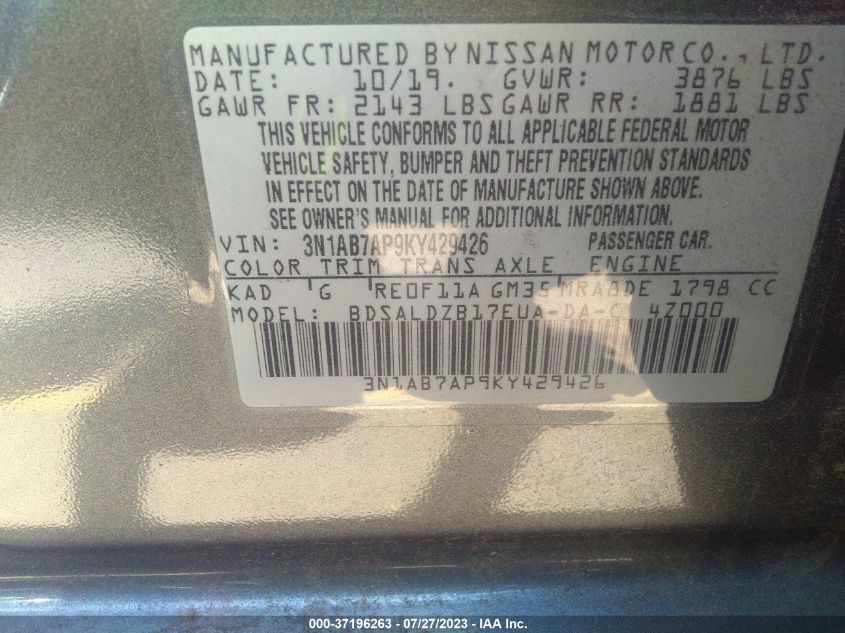 MANUFACTURED BY NISSAN MOTOR CO., LTD.
DATE: 10/19. GVWR: 3876 LBS
GAWR FR: 2143 LBS GAWR RR: 1881 LBS
THIS VEHICLE CONFORMS TO ALL APPLICABLE FEDERAL MOTOR
VEHICLE SAFETY, BUMPER AND THEFT PREVENTION STANDARDS
IN EFFECT ON THE DATE OF MANUFACTURE SHOWN ABOVE.
SEE OWNER'S MANUAL FOR ADDITIONAL INFORMATION.
VIN: 3N1AB7AP9KY429426 PASSENGER CAR.
COLOR TRIM TRANS AXLE ENGINE
KAD G RE0F11A GM35 MRA8DE 1798 CC
MODEL: BDSALDZB17EUA-DA-C 4Z000
3N1AB7AP9KY429426
000-37196263 - 07/27/2023 - IAA Inc.